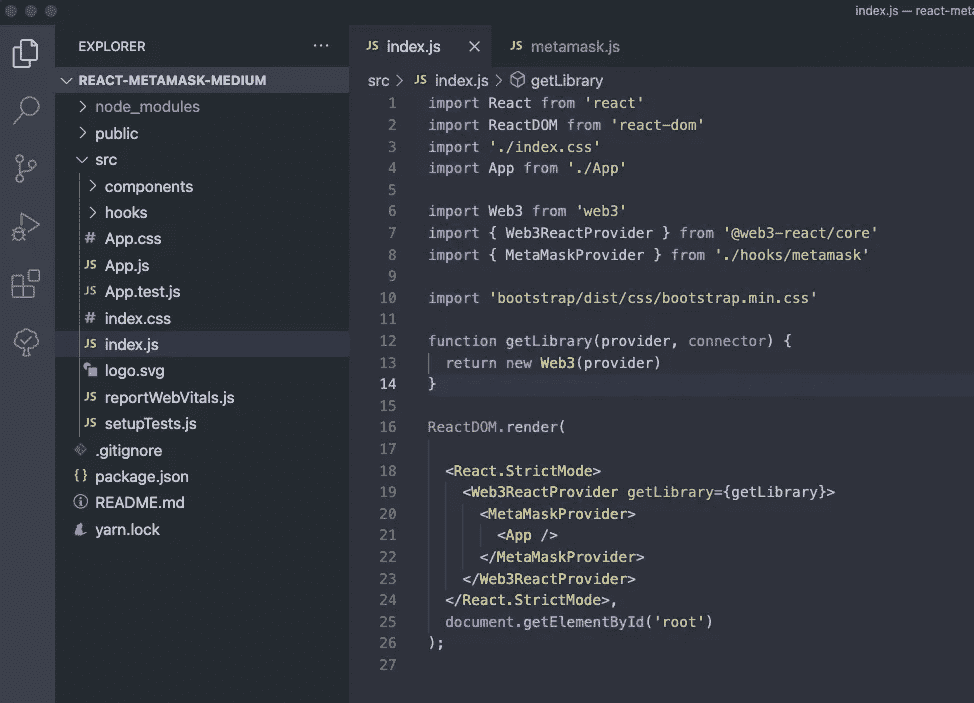 index.js — react-meta
EXPLORER
REACT-METAMASK-MEDIUM
node_modules
public
src
components
hooks
# App.css
JS App.js
JS App.test.js
# index.css
JS index.js
logo.svg
JS reportWebVitals.js
JS setupTests.js
.gitignore
{} package.json
README.md
yarn.lock
JS index.js JS metamask.js
src > JS index.js > getLibrary
1 import React from 'react'
2 import ReactDOM from 'react-dom'
3 import './index.css'
4 import App from './App'
5
6 import Web3 from 'web3'
7 import { Web3ReactProvider } from '@web3-react/core'
8 import { MetaMaskProvider } from './hooks/metamask'
9
10 import 'bootstrap/dist/css/bootstrap.min.css'
11
12 function getLibrary(provider, connector) {
13 return new Web3(provider)
14 }
15
16 ReactDOM.render(
17
18 <React.StrictMode>
19 <Web3ReactProvider getLibrary={getLibrary}>
20 <MetaMaskProvider>
21 <App />
22 </MetaMaskProvider>
23 </Web3ReactProvider>
24 </React.StrictMode>,
25 document.getElementById('root')
26 );
27